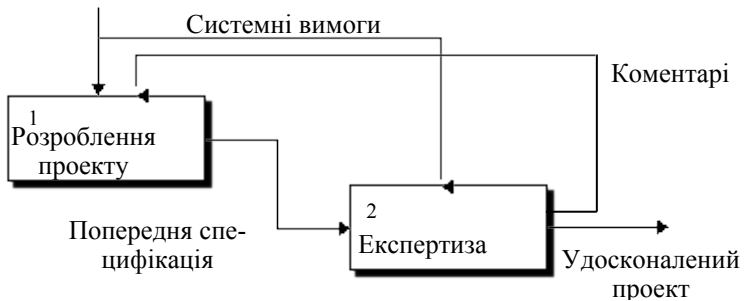 Системні вимоги
Коментарі
1
Розроблення
проекту
2
Експертиза
Попередня спе-
цифікація
Удосконалений
проект